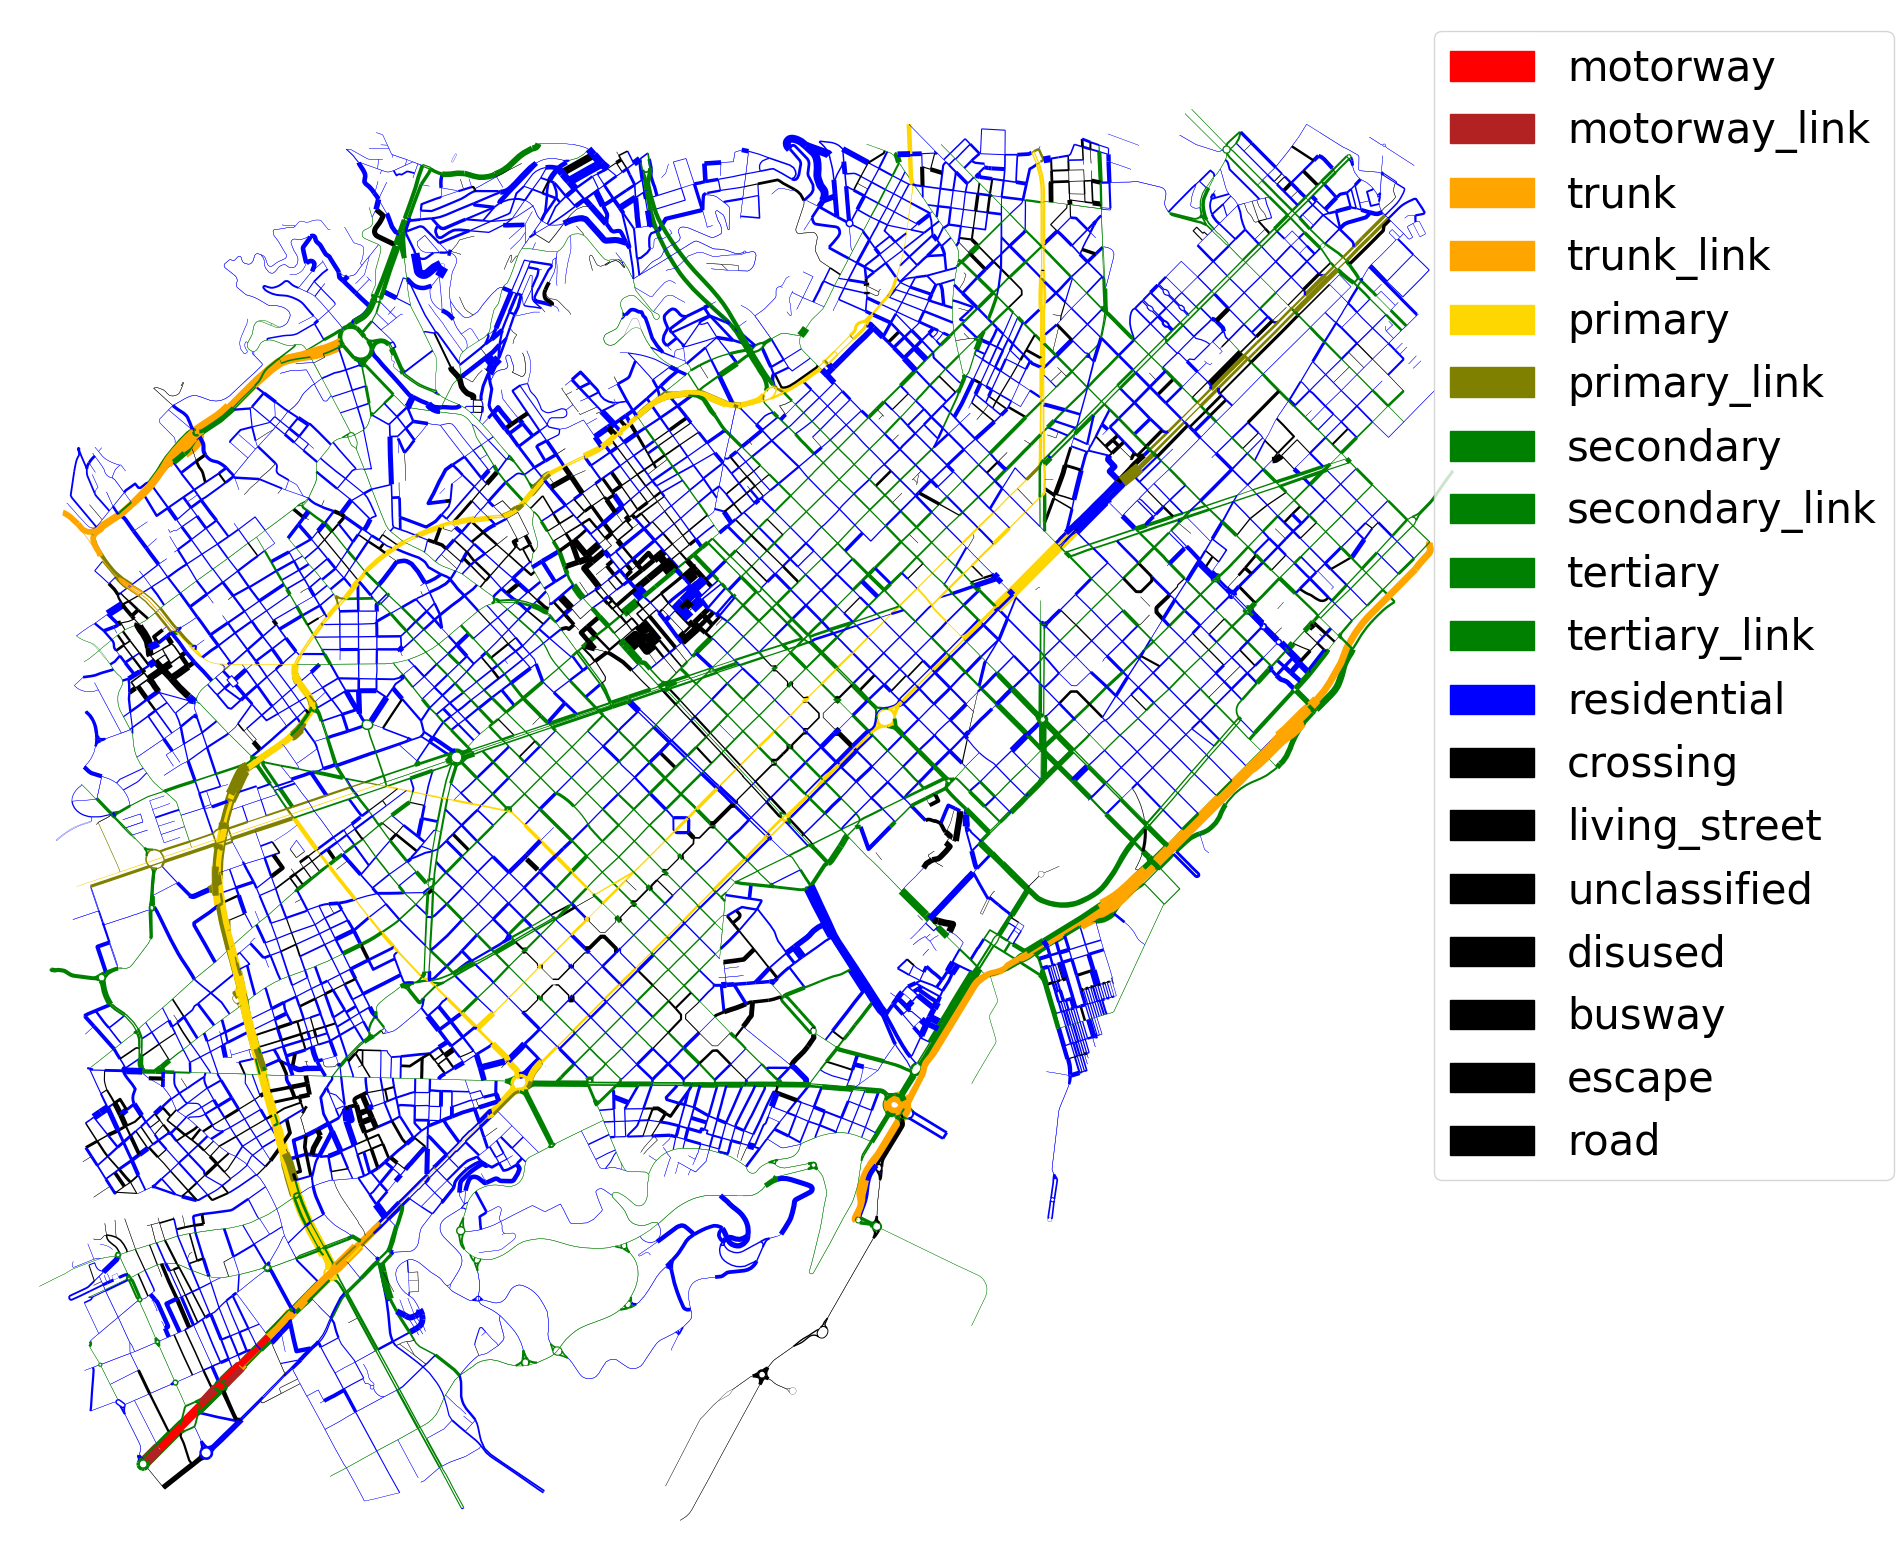 motorway
motorway_link
trunk
trunk_link
primary
primary_link
secondary
secondary_link
tertiary
tertiary_link
residential
crossing
living_street
unclassified
disused
busway
escape
road